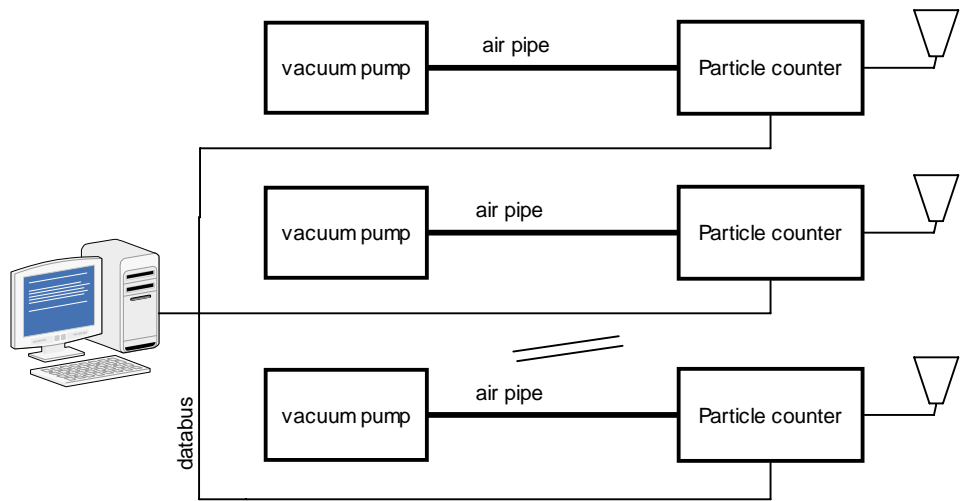 air pipe
vacuum pump
Particle counter
air pipe
vacuum pump
Particle counter
air pipe
vacuum pump
Particle counter
databus